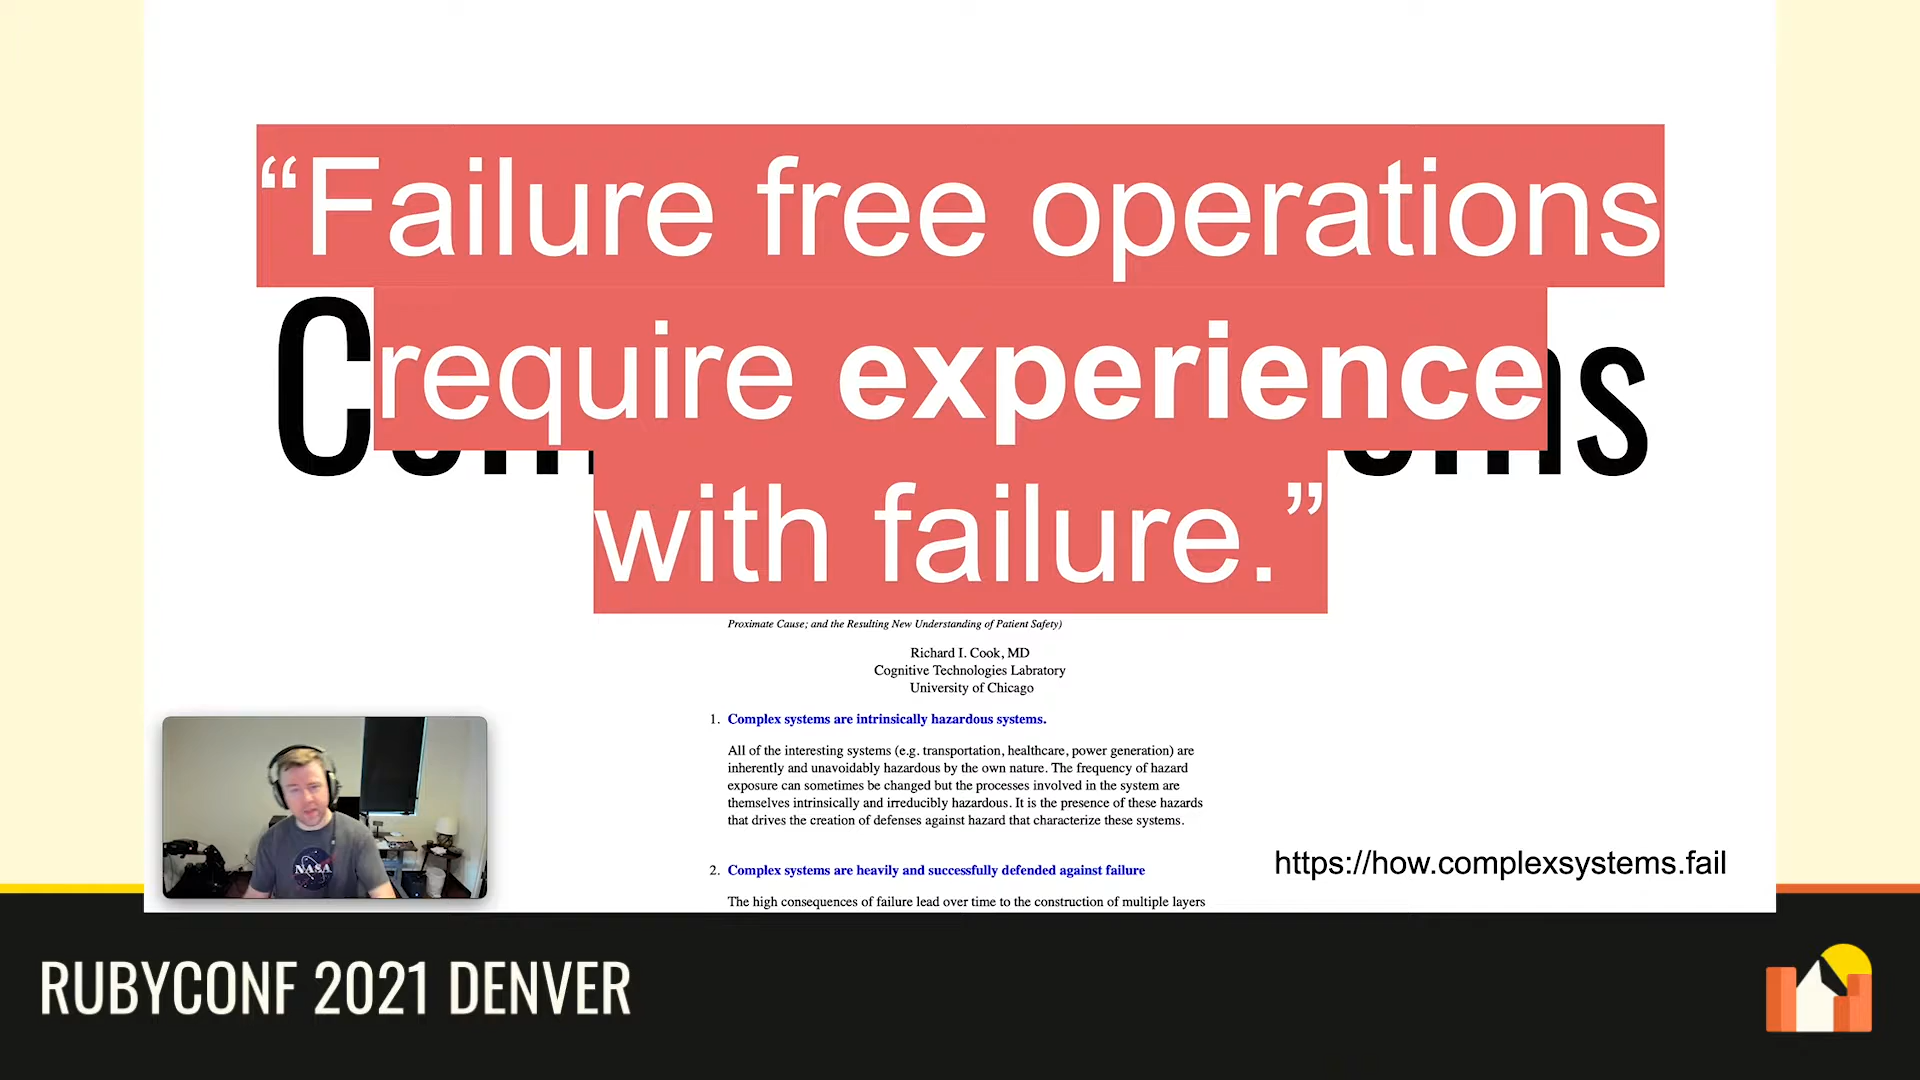 “Failure free operations
require experience
with failure.”
Proximate Cause; and the Resulting New Understanding of Patient Safety)
Richard I. Cook, MD
Cognitive Technologies Labratory
University of Chicago
1. Complex systems are intrinsically hazardous systems.
All of the interesting systems (e.g. transportation, healthcare, power generation) are
inherently and unavoidably hazardous by the own nature. The frequency of hazard
exposure can sometimes be changed but the processes involved in the system are
themselves intrinsically and irreducibly hazardous. It is the presence of these hazards
that drives the creation of defenses against hazard that characterize these systems.
2. Complex systems are heavily and successfully defended against failure
The high consequences of failure lead over time to the construction of multiple layers
https://how.complexsystems.fail
NASA
RUBYCONF 2021 DENVER